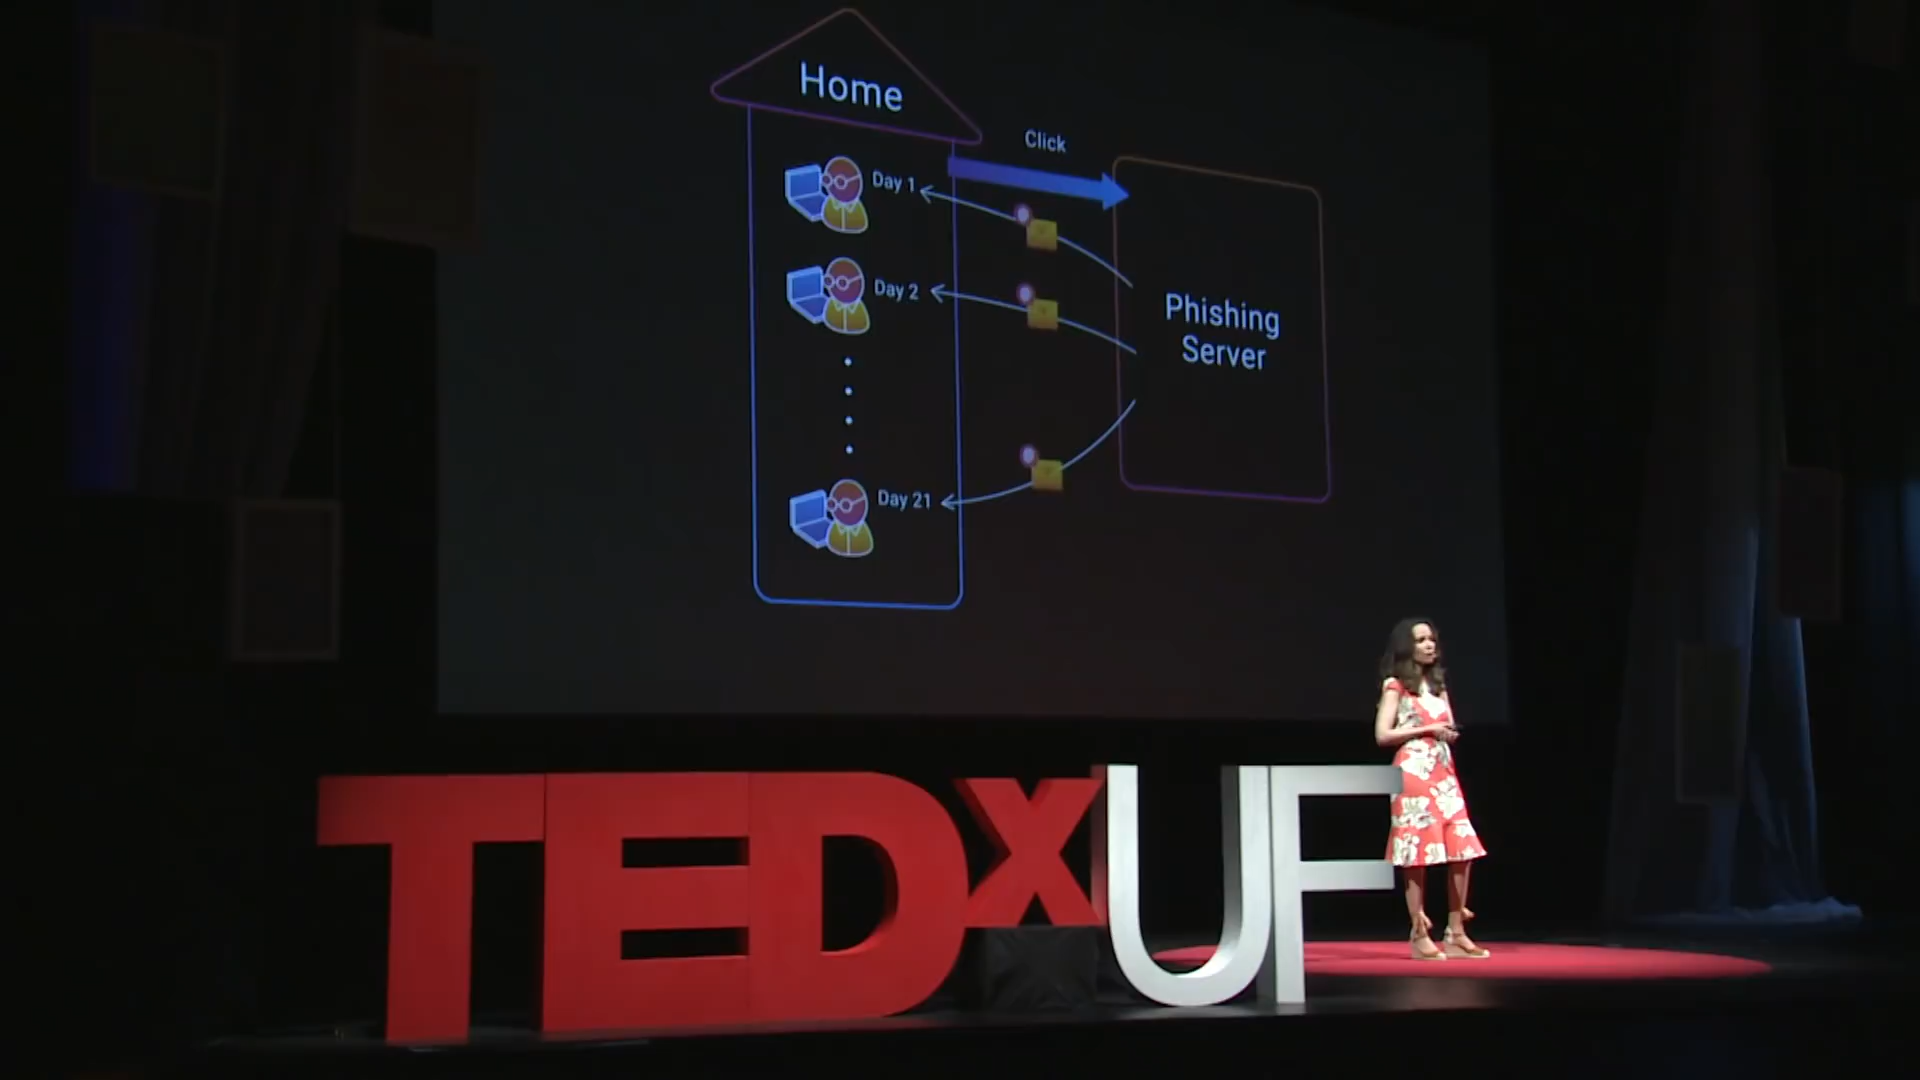 Home
Click
Day 1
Day 2
Phishing
Server
Day 21
TEDxUF